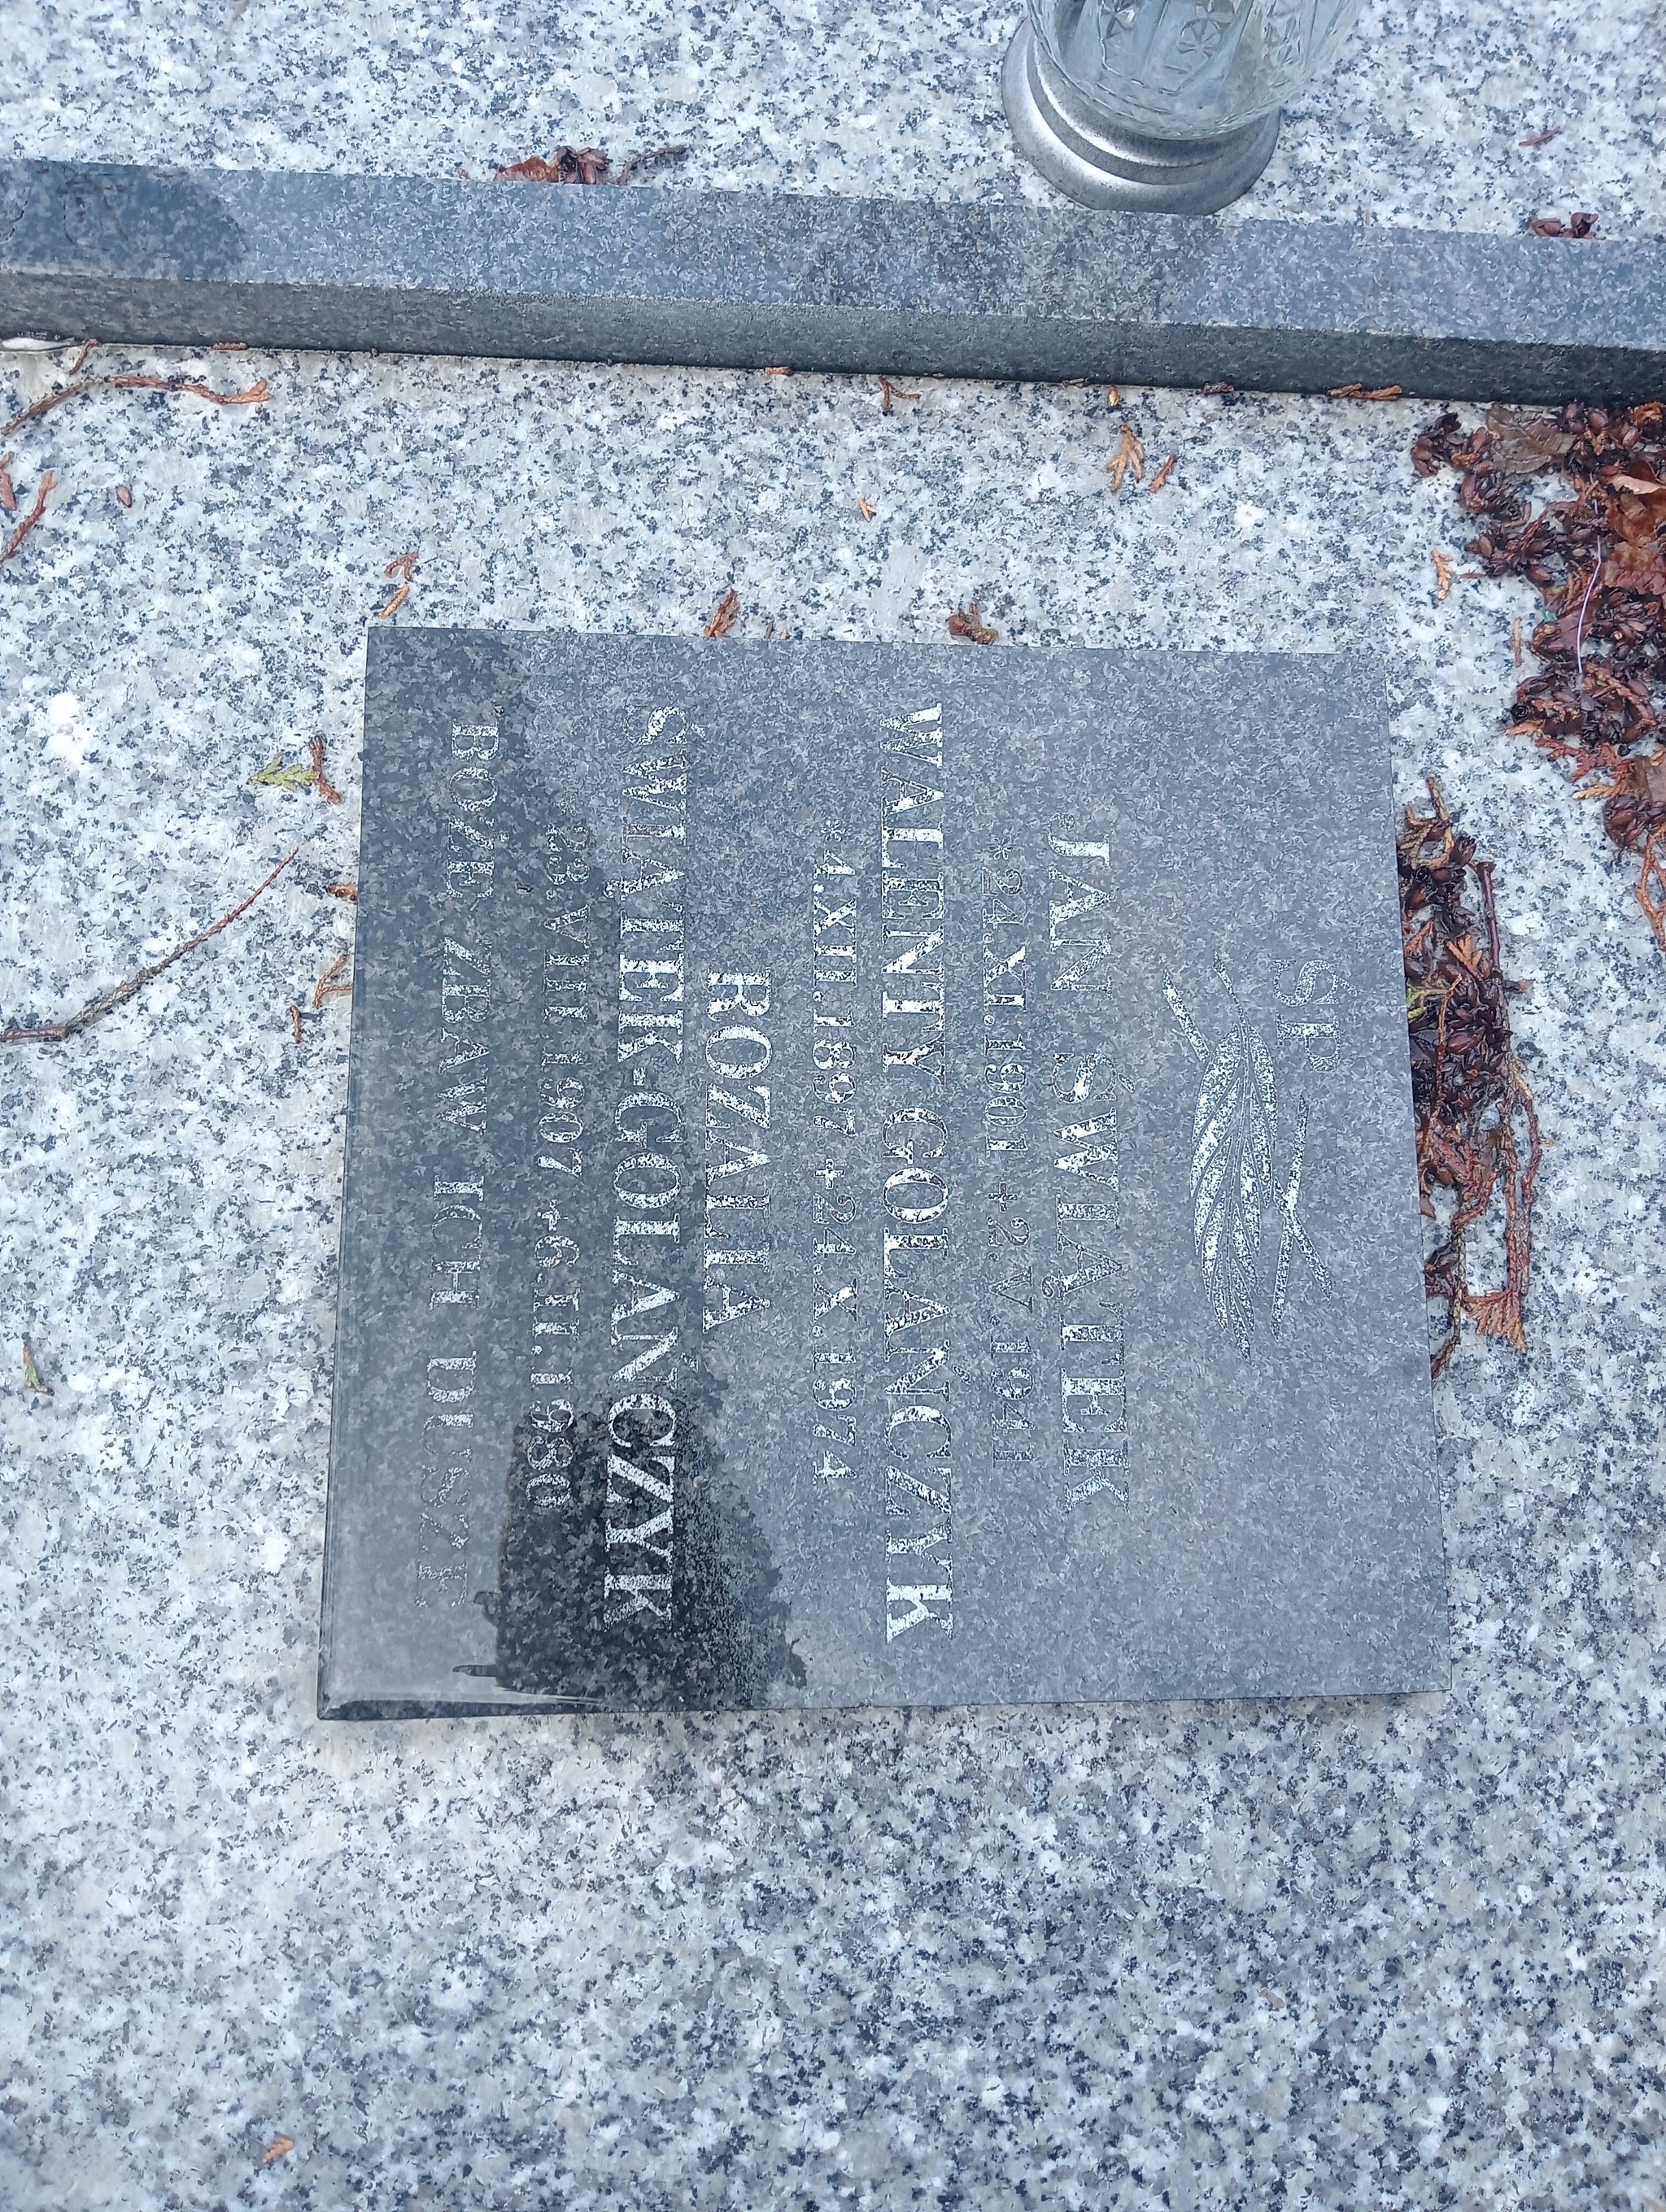 ŚP
JAN ŚWIĄTEK
* 24.XI.1901 + 2.V.1941
WALENTY GOLAŃCZYK
* 4.XII.1897 + 24.X.1974
ROZALIA
ŚWIĄTEK-GOLAŃCZYK
* 23.VIII.1907 + 6.II.1980
BOŻE ZBAW ICH DUSZE